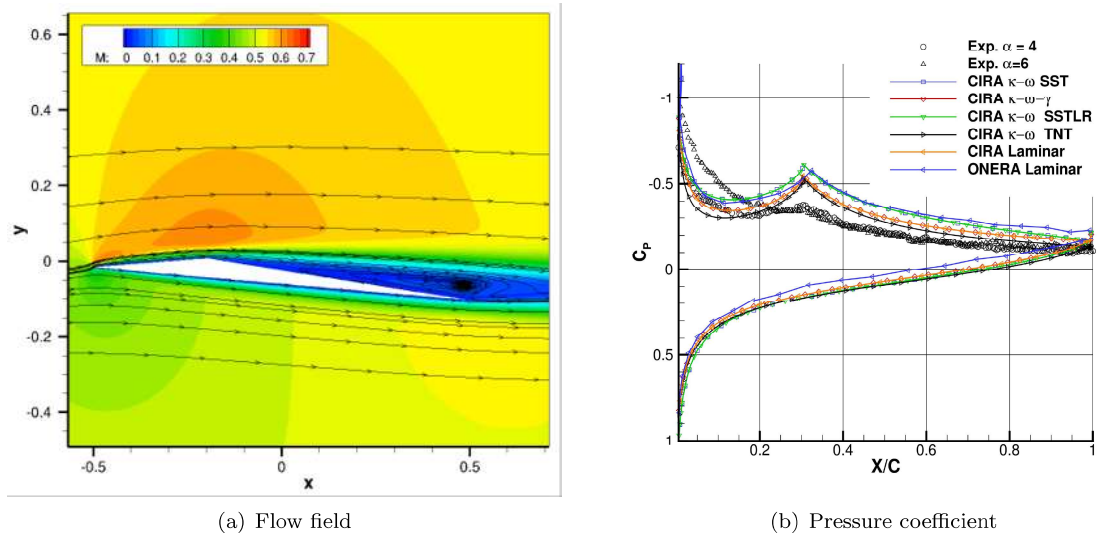 M: 0 0.1 0.2 0.3 0.4 0.5 0.6 0.7
0.6
0.4
0.2
0
-0.2
-0.4
y
-0.5 0 0.5
x
(a) Flow field
Exp. α = 4
Exp. α=6
CIRA κ-ω SST
CIRA κ-ω-γ
CIRA κ-ω SSTLR
CIRA κ-ω TNT
CIRA Laminar
ONERA Laminar
-1
-0.5
0
0.5
1
C_P
0.2 0.4 0.6 0.8 1
X/C
(b) Pressure coefficient